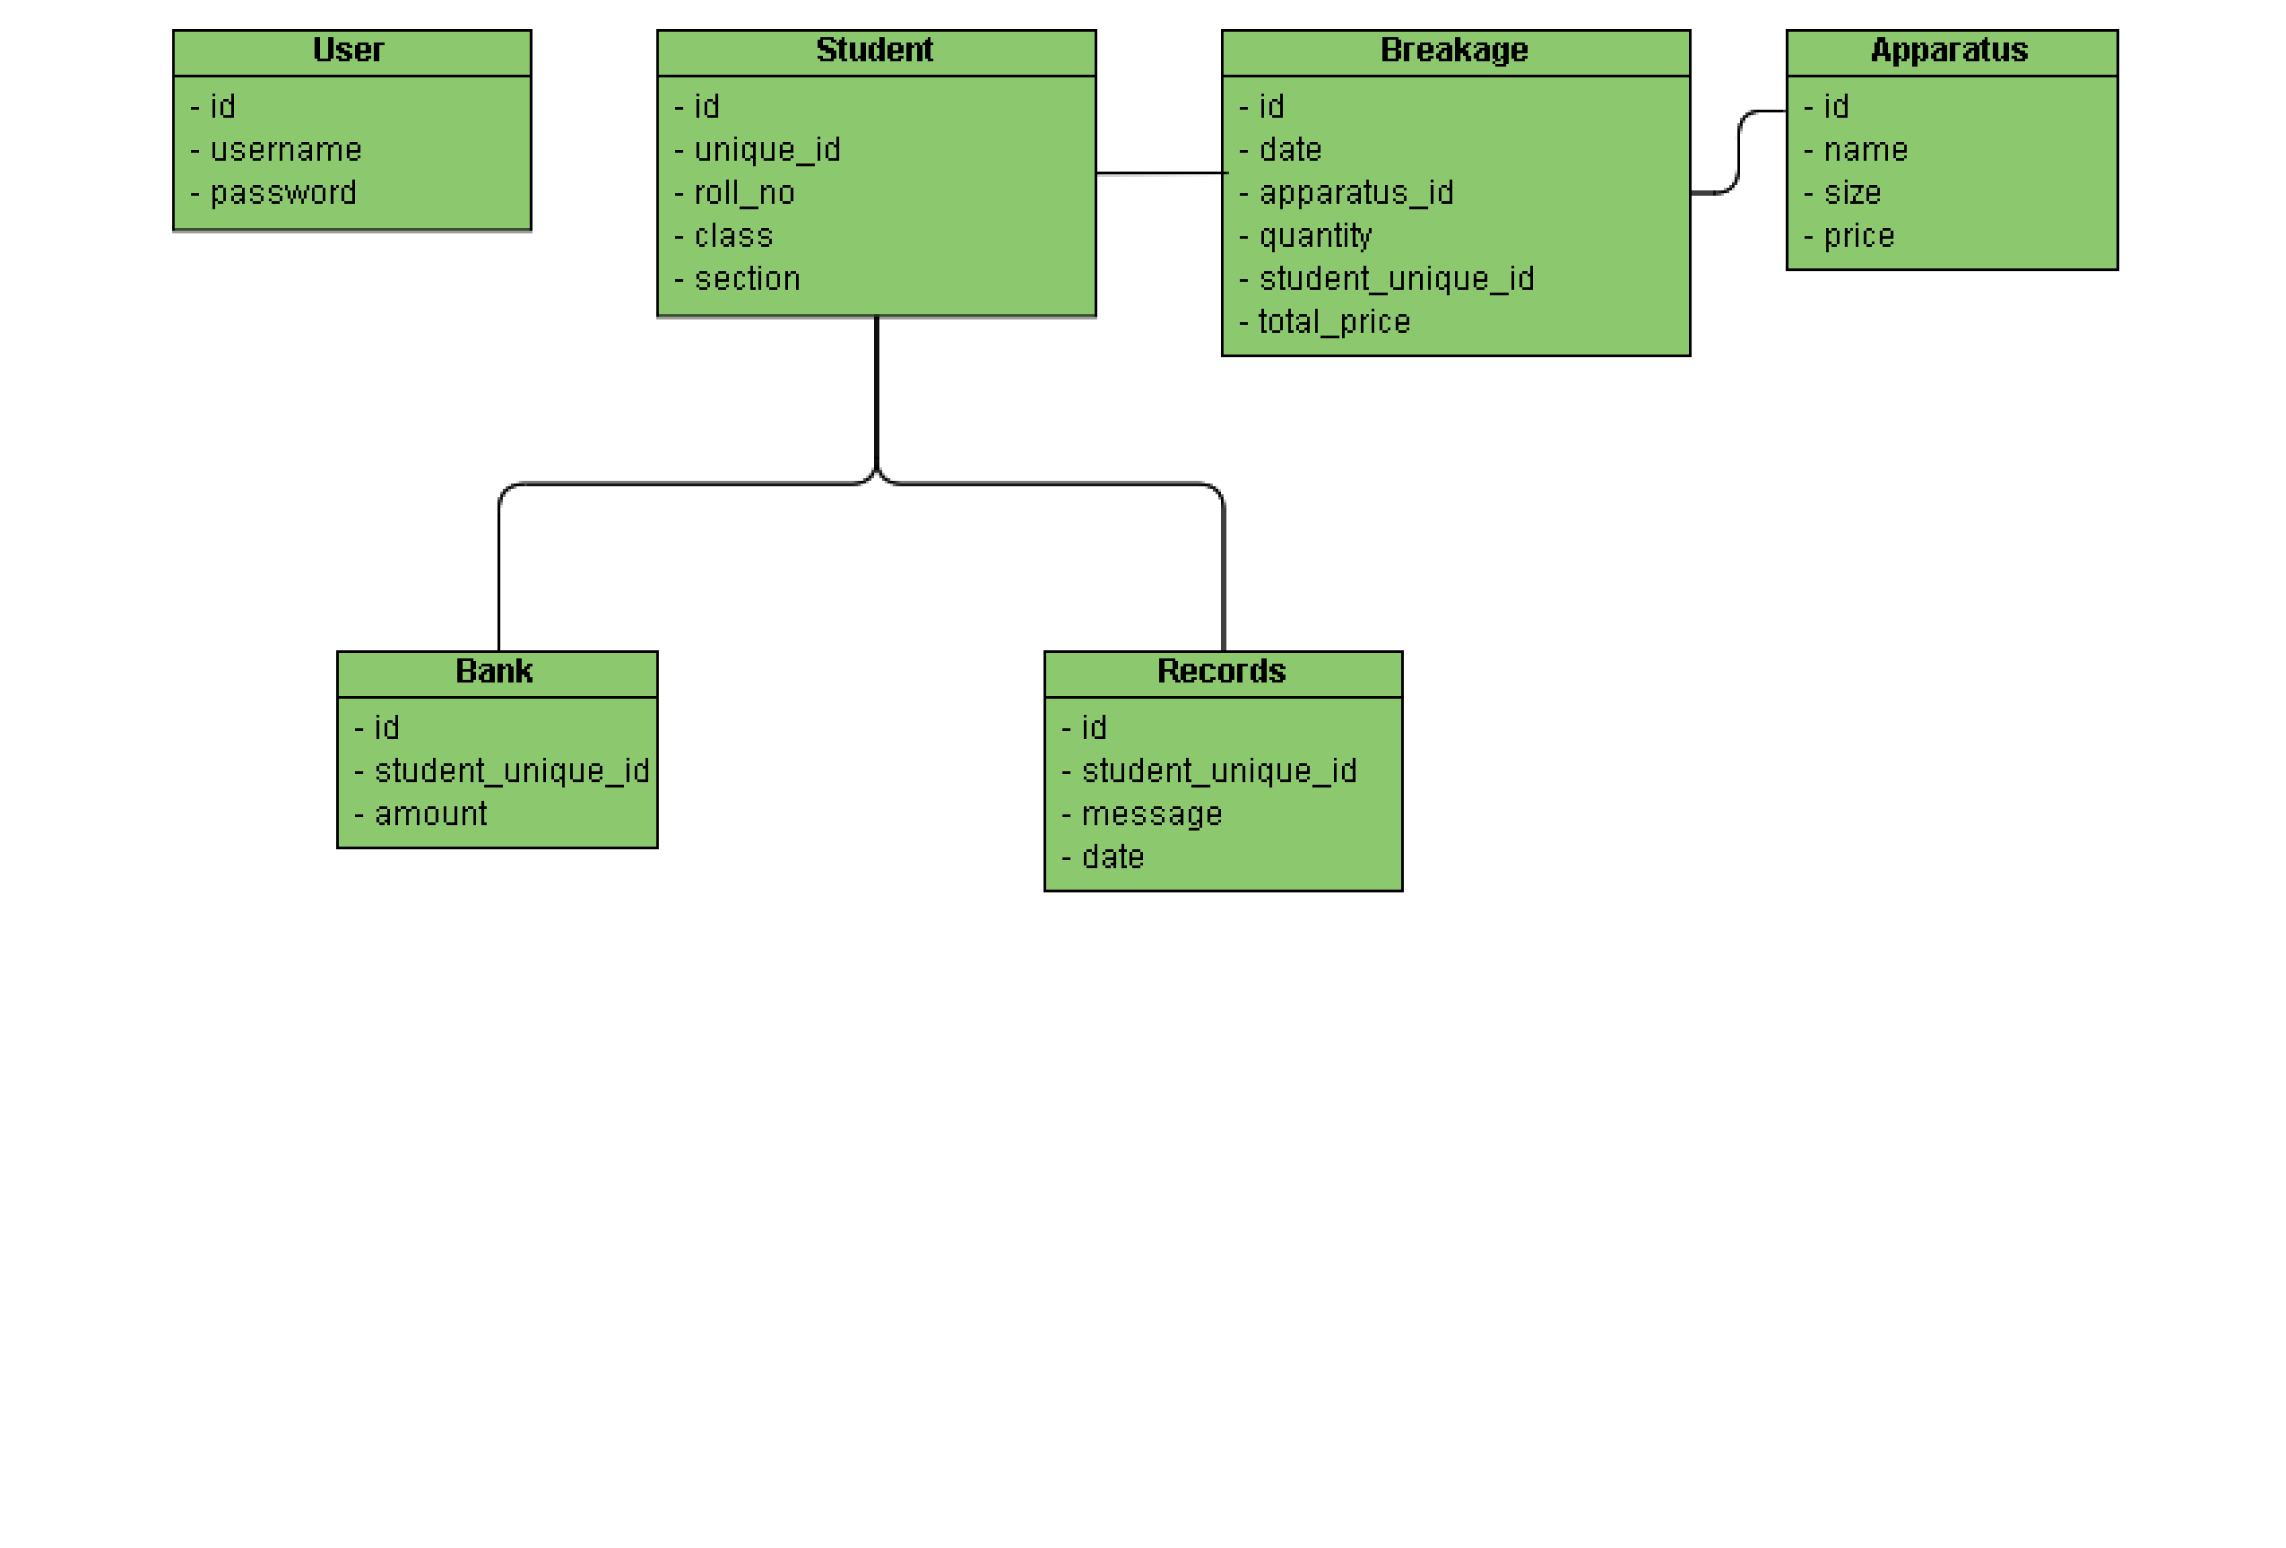 User
- id
- username
- password
Student
- id
- unique_id
- roll_no
- class
- section
Breakage
- id
- date
- apparatus_id
- quantity
- student_unique_id
- total_price
Apparatus
- id
- name
- size
- price
Bank
- id
- student_unique_id
- amount
Records
- id
- student_unique_id
- message
- date